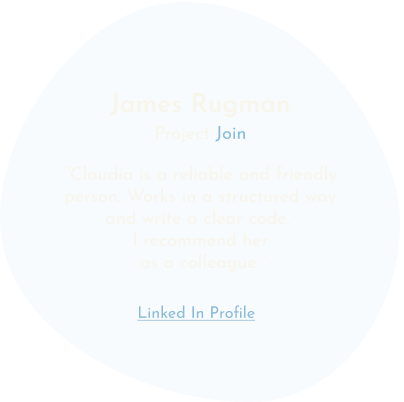 James Rugman
Project Join
"Claudia is a reliable and friendly
person. Works in a structured way
and write a clear code.
I recommend her,
as a colleague."
Linked In Profile